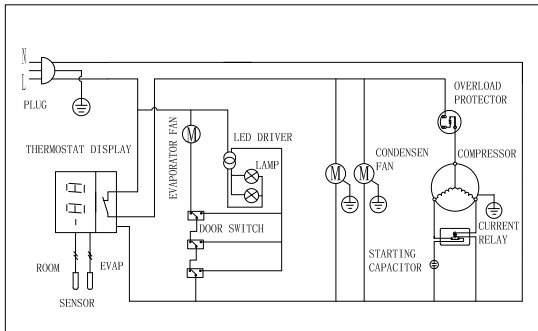 N
L
PLUG
THERMOSTAT DISPLAY
ROOM
EVAP
SENSOR
EVAPORATOR FAN
M
LED DRIVER
LAMP
DOOR SWITCH
M
M
CONDENSEN
FAN
OVERLOAD
PROTECTOR
COMPRESSOR
CURRENT
RELAY
STARTING
CAPACITOR